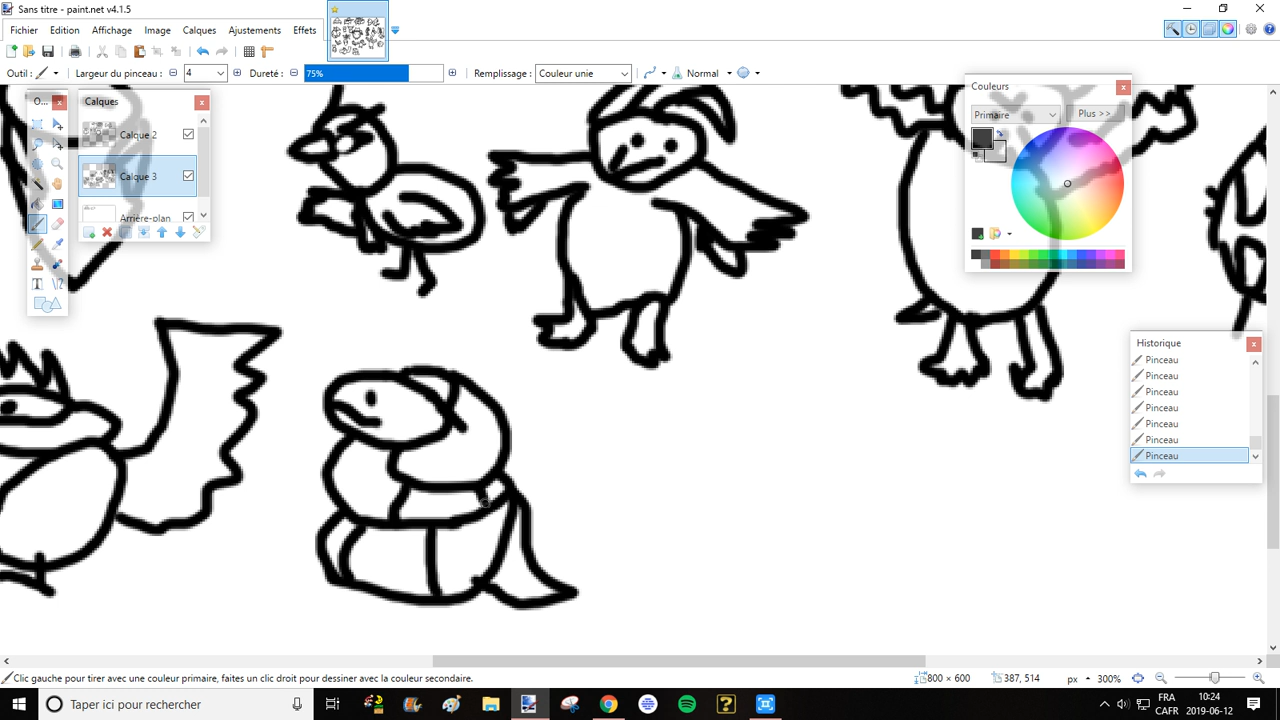 Sans titre - paint.net v4.1.5
Fichier Edition Affichage Image Calques Ajustements Effets
Outil : Largeur du pinceau : 4 Dureté : 75% Remplissage : Couleur unie Normal
O... Calques
Calque 2
Calque 3
Arrière-plan
Couleurs
Primaire Plus >>
Historique
Pinceau
Pinceau
Pinceau
Pinceau
Pinceau
Pinceau
Pinceau
Clic gauche pour tirer avec une couleur primaire, faites un clic droit pour dessiner avec la couleur secondaire. 800 × 600 387, 514 px 300%
Taper ici pour rechercher
FRA
CAFR
10:24
2019-06-12